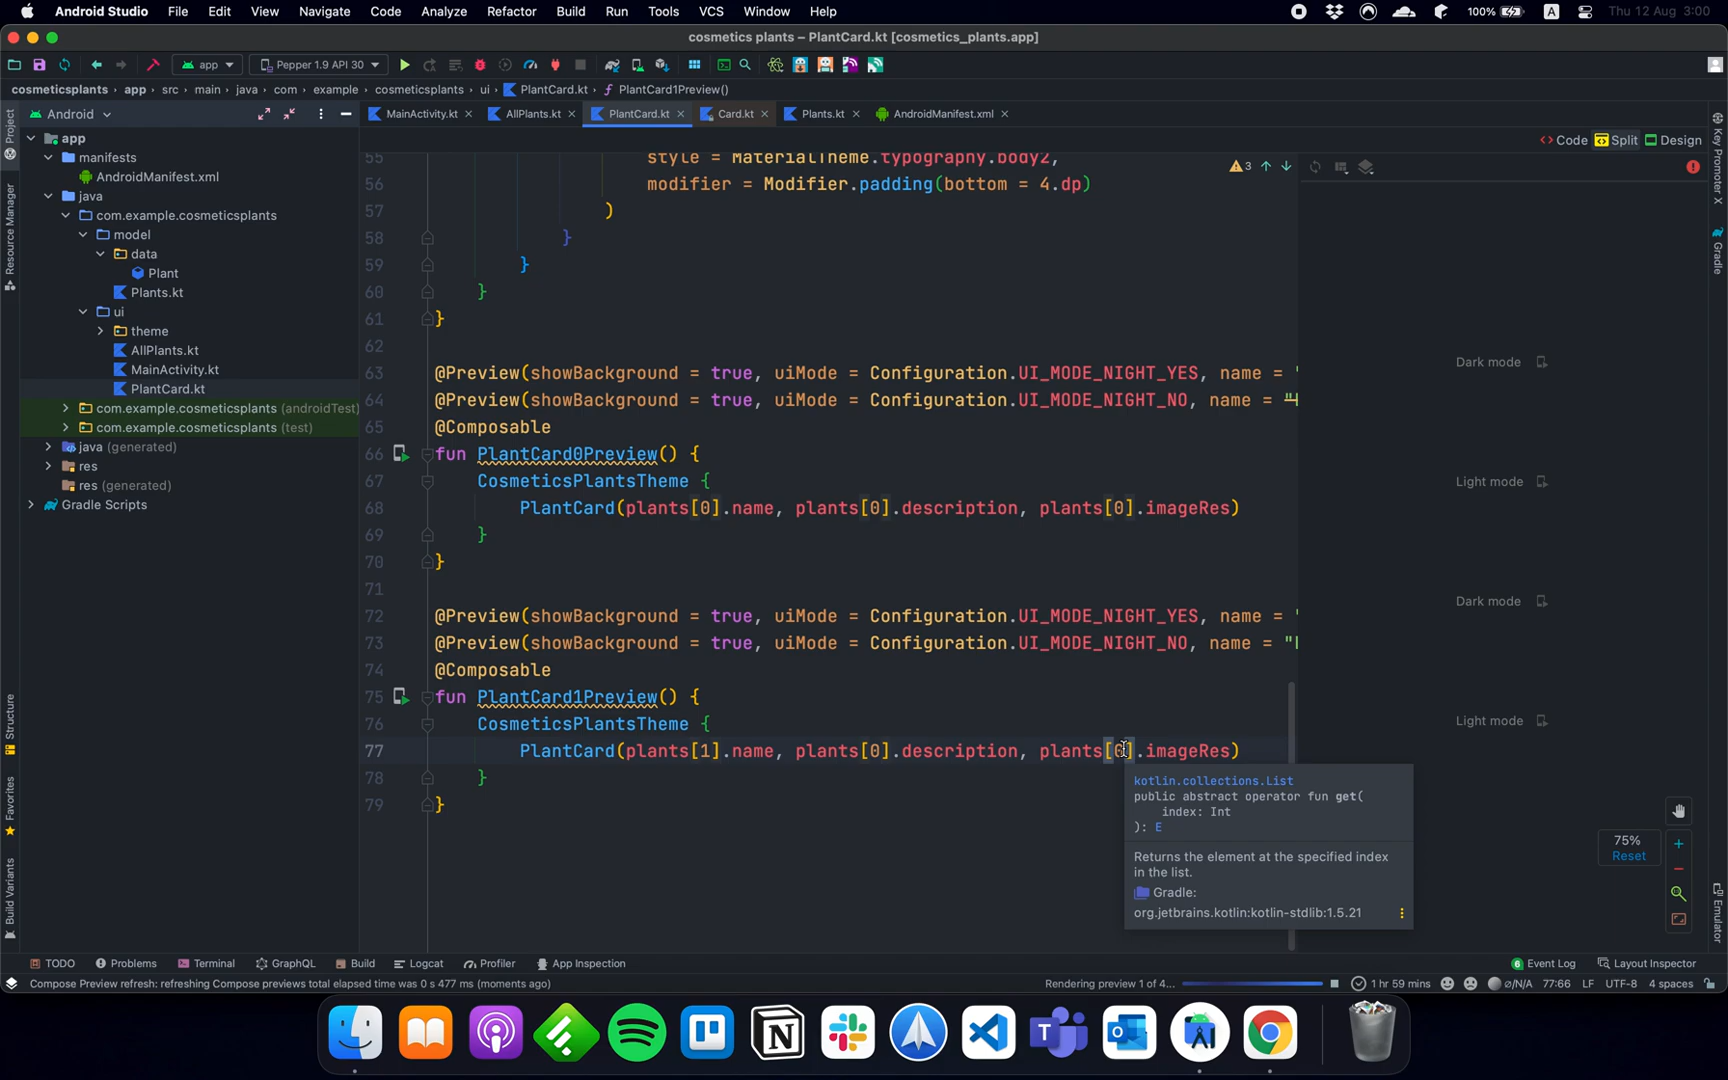 Android Studio File Edit View Navigate Code Analyze Refactor Build Run Tools VCS Window Help 100% A Thu 12 Aug 3:00
cosmetics plants – PlantCard.kt [cosmetics_plants.app]
app Pepper 1.9 API 30
cosmeticsplants app src main java com example cosmeticsplants ui PlantCard.kt PlantCard1Preview()
Android MainActivity.kt AllPlants.kt PlantCard.kt Card.kt Plants.kt AndroidManifest.xml
Code Split Design
Project
Resource Manager
Structure
Favorites
Build Variants
Key Promoter X
Gradle
Emulator
app
manifests
AndroidManifest.xml
java
com.example.cosmeticsplants
model
data
Plant
Plants.kt
ui
theme
AllPlants.kt
MainActivity.kt
PlantCard.kt
com.example.cosmeticsplants (androidTest)
com.example.cosmeticsplants (test)
java (generated)
res
res (generated)
Gradle Scripts
3
55 style = MaterialTheme.typography.body2,
56 modifier = Modifier.padding(bottom = 4.dp)
57 )
58 }
59 }
60 }
61 }
62
63 @Preview(showBackground = true, uiMode = Configuration.UI_MODE_NIGHT_YES, name = "
64 @Preview(showBackground = true, uiMode = Configuration.UI_MODE_NIGHT_NO, name = "
65 @Composable
66 fun PlantCard0Preview() {
67 CosmeticsPlantsTheme {
68 PlantCard(plants[0].name, plants[0].description, plants[0].imageRes)
69 }
70 }
71
72 @Preview(showBackground = true, uiMode = Configuration.UI_MODE_NIGHT_YES, name = "
73 @Preview(showBackground = true, uiMode = Configuration.UI_MODE_NIGHT_NO, name = "
74 @Composable
75 fun PlantCard1Preview() {
76 CosmeticsPlantsTheme {
77 PlantCard(plants[1].name, plants[0].description, plants[0].imageRes)
78 }
79 }
kotlin.collections.List
public abstract operator fun get(
index: Int
): E
Returns the element at the specified index
in the list.
Gradle:
org.jetbrains.kotlin:kotlin-stdlib:1.5.21
Dark mode
Light mode
Dark mode
Light mode
75%
Reset
TODO Problems Terminal GraphQL Build Logcat Profiler App Inspection 6 Event Log Layout Inspector
Compose Preview refresh: refreshing Compose previews total elapsed time was 0 s 477 ms (moments ago) Rendering preview 1 of 4... 1 hr 59 mins ∅/N/A 77:66 LF UTF-8 4 spaces